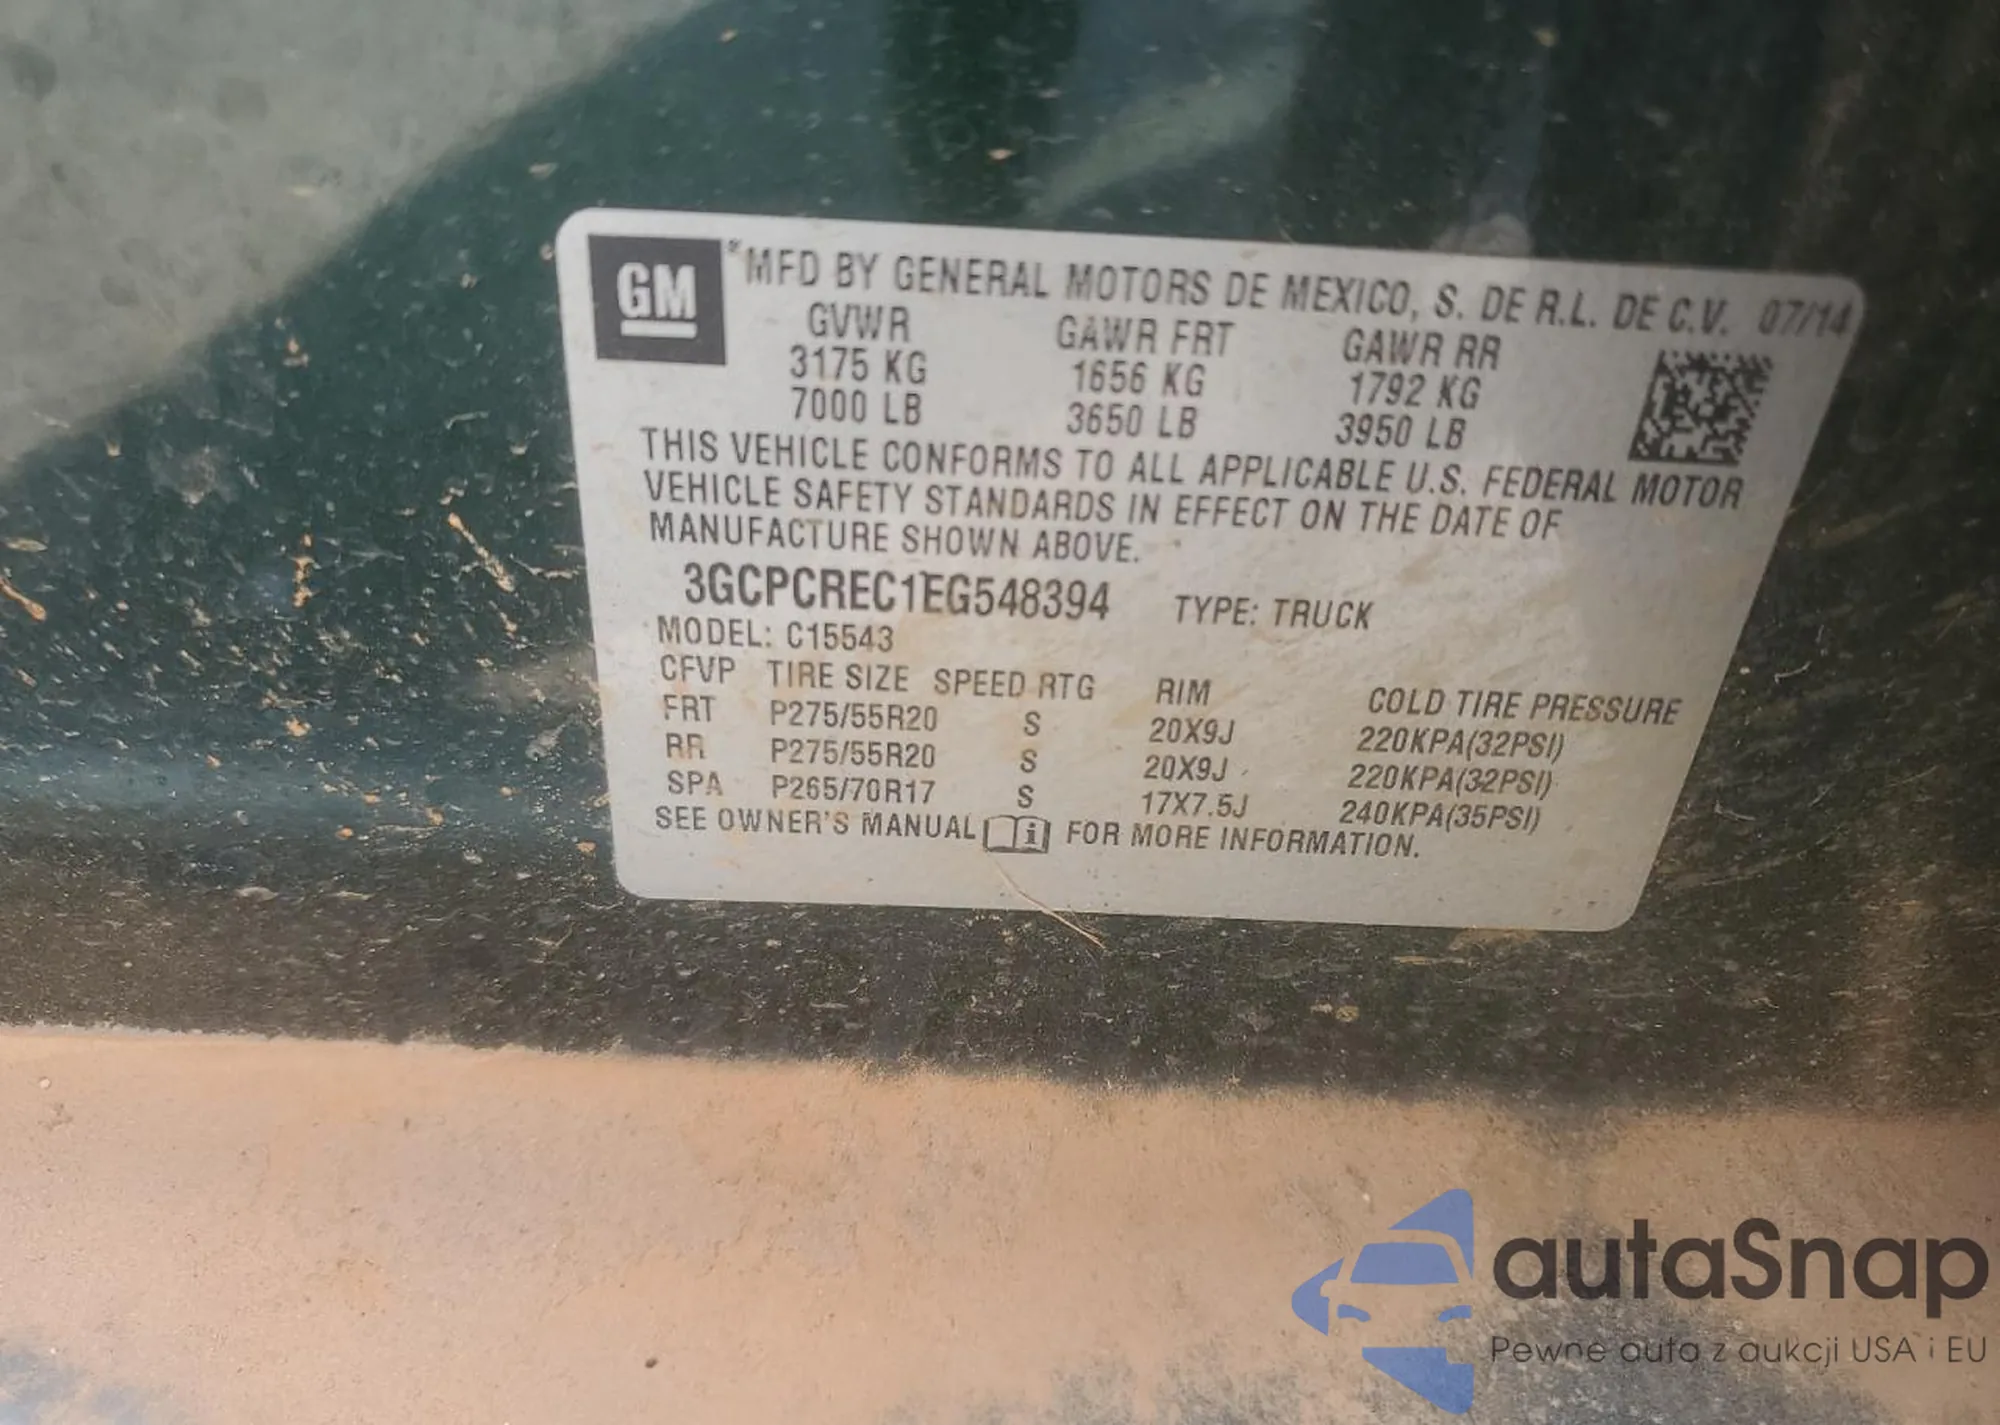 GM
*MFD BY GENERAL MOTORS DE MEXICO, S. DE R.L. DE C.V. 07/14
GVWR GAWR FRT GAWR RR
3175 KG 1656 KG 1792 KG
7000 LB 3650 LB 3950 LB
THIS VEHICLE CONFORMS TO ALL APPLICABLE U.S. FEDERAL MOTOR
VEHICLE SAFETY STANDARDS IN EFFECT ON THE DATE OF
MANUFACTURE SHOWN ABOVE.
3GCPCREC1EG548394 TYPE: TRUCK
MODEL: C15543
CFVP TIRE SIZE SPEED RTG RIM COLD TIRE PRESSURE
FRT P275/55R20 S 20X9J 220KPA(32PSI)
RR P275/55R20 S 20X9J 220KPA(32PSI)
SPA P265/70R17 S 17X7.5J 240KPA(35PSI)
SEE OWNER'S MANUAL i FOR MORE INFORMATION.
autaSnap
Pewne auta z aukcji USA i EU